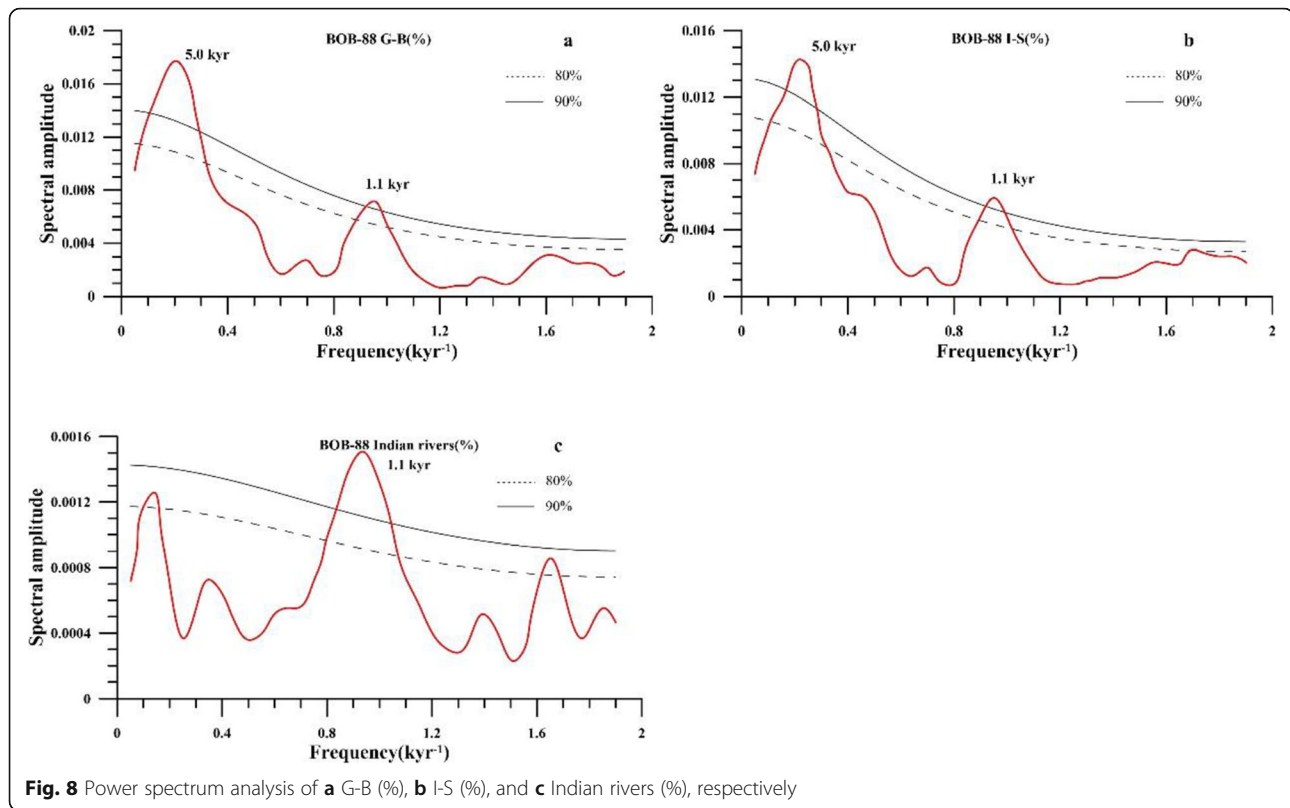 BOB-88 G-B(%)
a
5.0 kyr
80%
90%
1.1 kyr
Spectral amplitude
0.02
0.016
0.012
0.008
0.004
0
0 0.4 0.8 1.2 1.6 2
Frequency(kyr-1)
BOB-88 I-S(%)
b
5.0 kyr
80%
90%
1.1 kyr
Spectral amplitude
0.016
0.012
0.008
0.004
0
0 0.4 0.8 1.2 1.6 2
Frequency(kyr-1)
BOB-88 Indian rivers(%)
c
1.1 kyr
80%
90%
Spectral amplitude
0.0016
0.0012
0.0008
0.0004
0
0 0.4 0.8 1.2 1.6 2
Frequency(kyr-1)
Fig. 8 Power spectrum analysis of a G-B (%), b I-S (%), and c Indian rivers (%), respectively